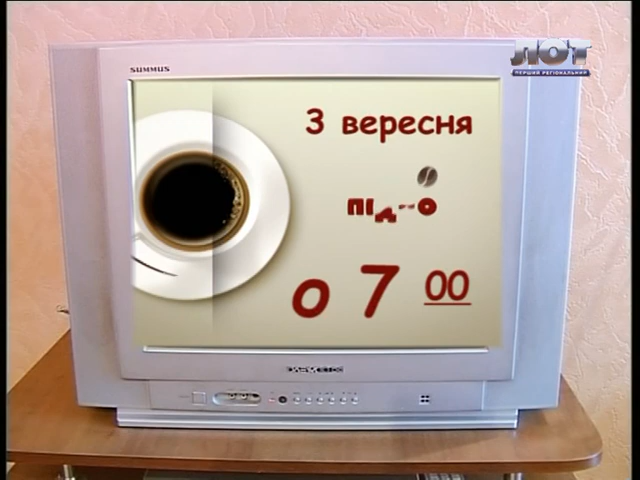 SUMMUS
ЛОТ
ПЕРШИЙ РЕГІОНАЛЬНИЙ
3 вересня
о 7 00